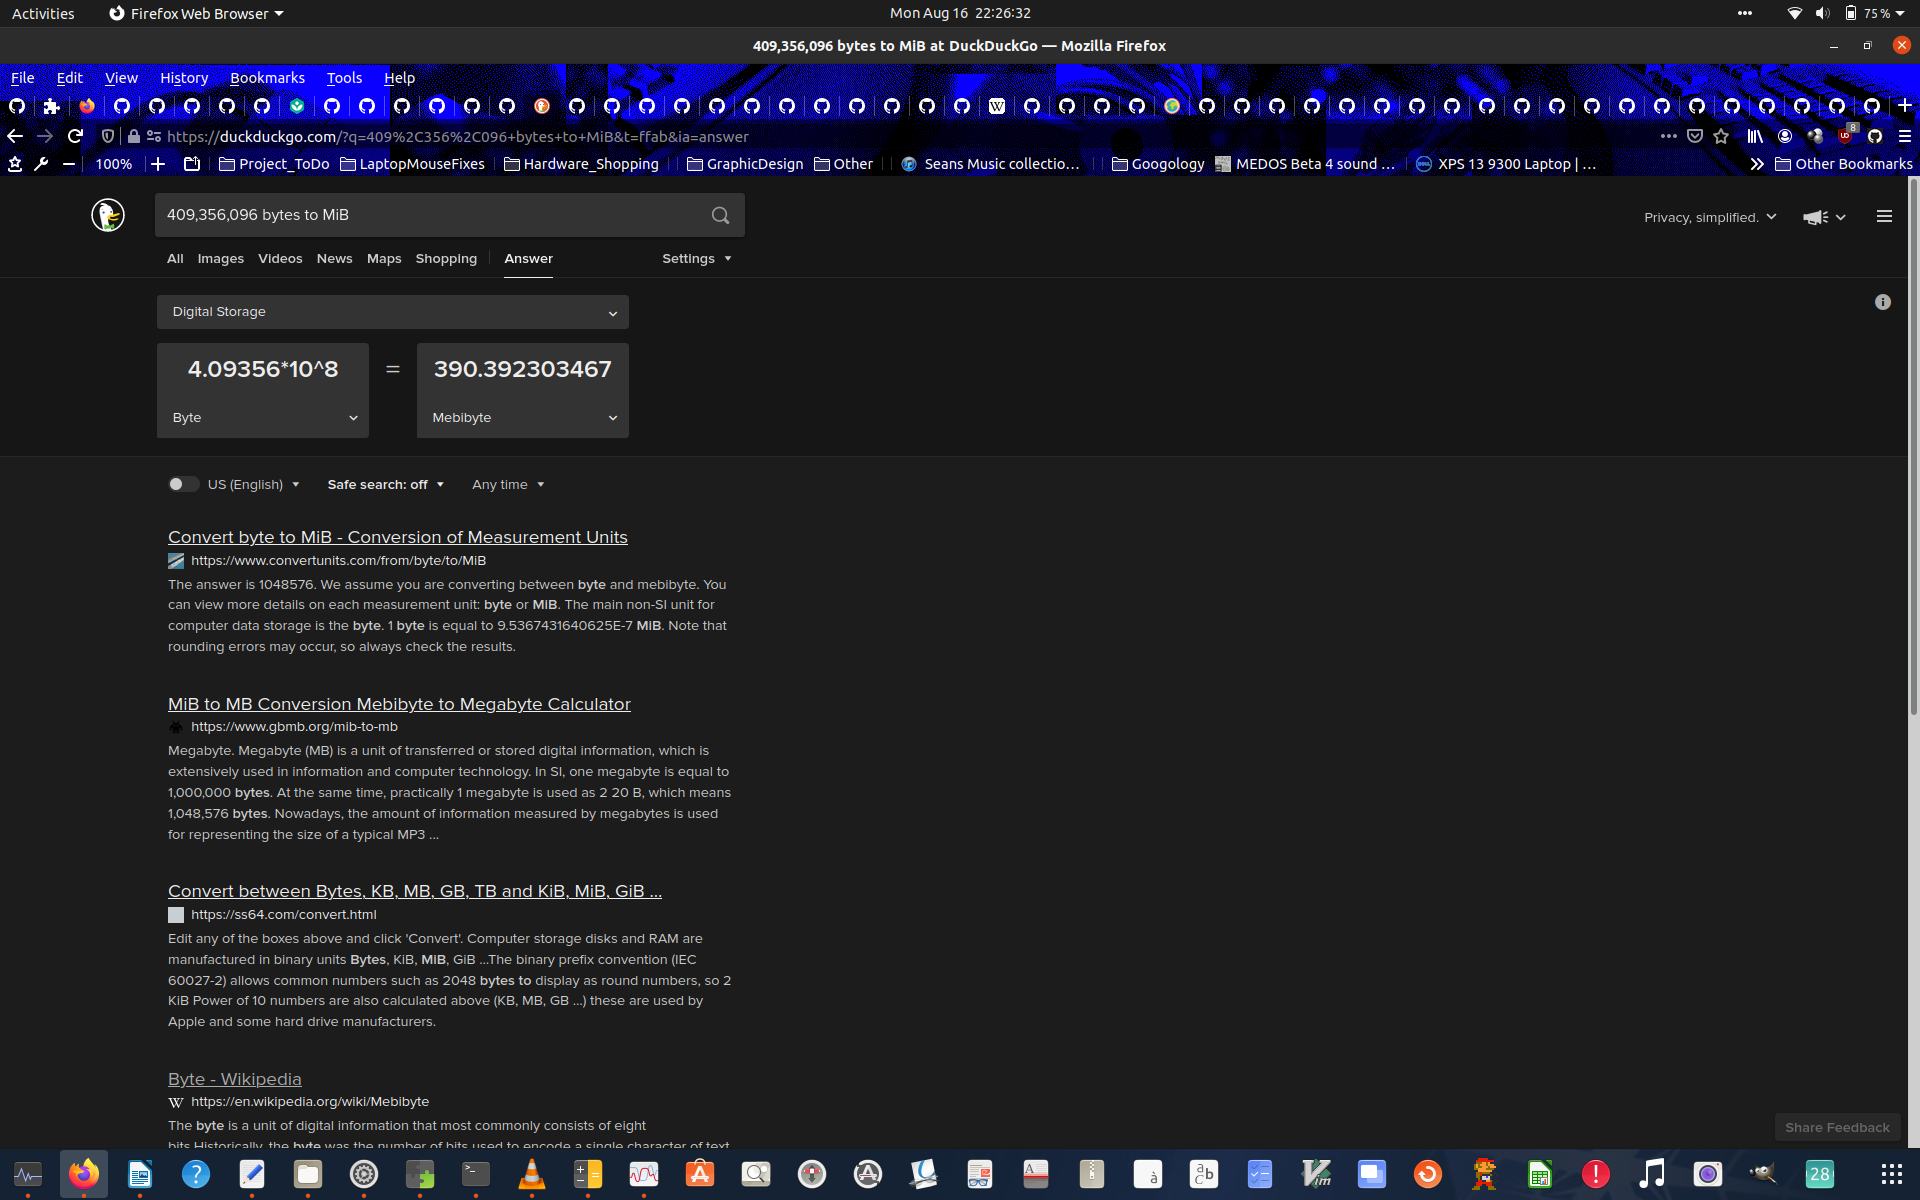 Activities
Firefox Web Browser
Mon Aug 16 22:26:32
75 %
409,356,096 bytes to MiB at DuckDuckGo — Mozilla Firefox
File Edit View History Bookmarks Tools Help
https://duckduckgo.com/?q=409%2C356%2C096+bytes+to+MiB&t=ffab&ia=answer
8
100%
Project_ToDo
LaptopMouseFixes
Hardware_Shopping
GraphicDesign
Other
Seans Music collectio…
Googology
MEDOS Beta 4 sound …
XPS 13 9300 Laptop | …
Other Bookmarks
409,356,096 bytes to MiB
Privacy, simplified.
All Images Videos News Maps Shopping Answer Settings
Digital Storage
4.09356*10^8 = 390.392303467
Byte
Mebibyte
US (English) Safe search: off Any time
Convert byte to MiB - Conversion of Measurement Units
https://www.convertunits.com/from/byte/to/MiB
The answer is 1048576. We assume you are converting between byte and mebibyte. You
can view more details on each measurement unit: byte or MiB. The main non-SI unit for
computer data storage is the byte. 1 byte is equal to 9.5367431640625E-7 MiB. Note that
rounding errors may occur, so always check the results.
MiB to MB Conversion Mebibyte to Megabyte Calculator
https://www.gbmb.org/mib-to-mb
Megabyte. Megabyte (MB) is a unit of transferred or stored digital information, which is
extensively used in information and computer technology. In SI, one megabyte is equal to
1,000,000 bytes. At the same time, practically 1 megabyte is used as 2 20 B, which means
1,048,576 bytes. Nowadays, the amount of information measured by megabytes is used
for representing the size of a typical MP3 ...
Convert between Bytes, KB, MB, GB, TB and KiB, MiB, GiB ...
https://ss64.com/convert.html
Edit any of the boxes above and click 'Convert'. Computer storage disks and RAM are
manufactured in binary units Bytes, KiB, MiB, GiB ...The binary prefix convention (IEC
60027-2) allows common numbers such as 2048 bytes to display as round numbers, so 2
KiB Power of 10 numbers are also calculated above (KB, MB, GB ...) these are used by
Apple and some hard drive manufacturers.
Byte - Wikipedia
W https://en.wikipedia.org/wiki/Mebibyte
The byte is a unit of digital information that most commonly consists of eight
bits.Historically, the byte was the number of bits used to encode a single character of text
Share Feedback
28